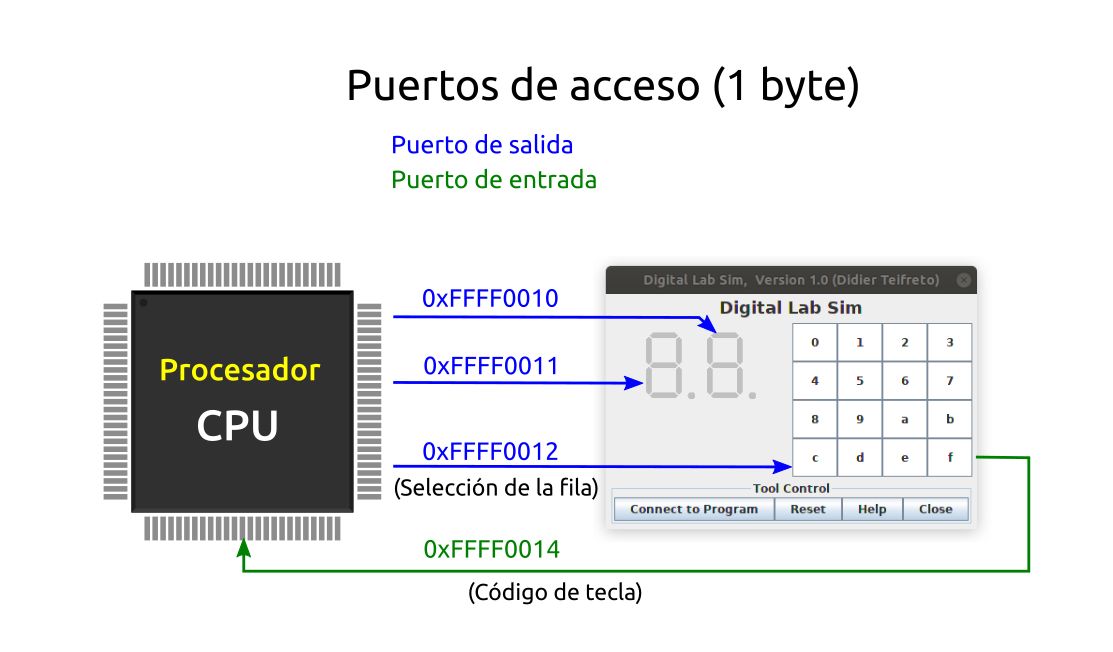 Puertos de acceso (1 byte)
Puerto de salida
Puerto de entrada
Procesador
CPU
0xFFFF0010
0xFFFF0011
0xFFFF0012
(Selección de la fila)
0xFFFF0014
(Código de tecla)
Digital Lab Sim, Version 1.0 (Didier Teifreto)
Digital Lab Sim
8.8.
0 1 2 3
4 5 6 7
8 9 a b
c d e f
Tool Control
Connect to Program Reset Help Close